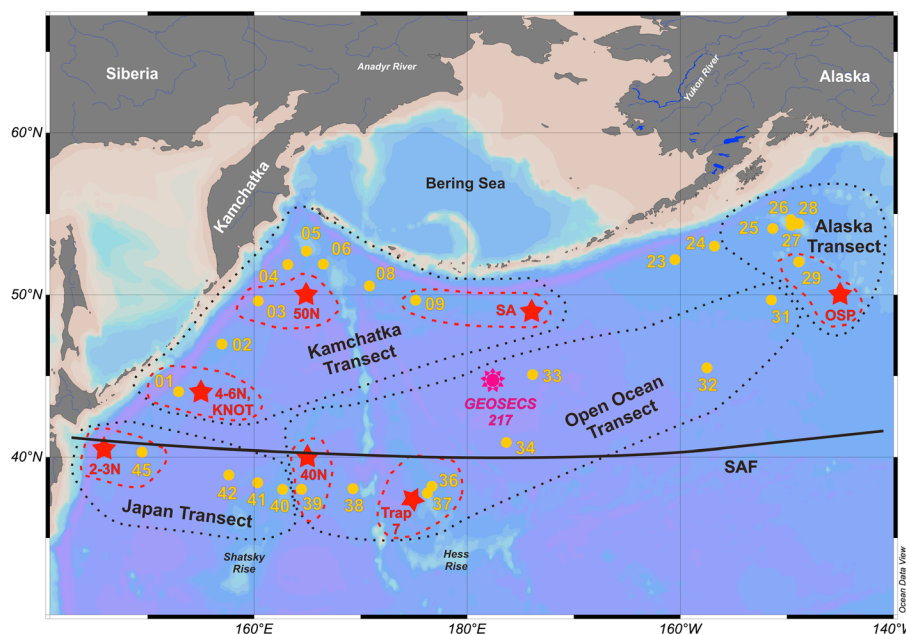 Siberia
Anadyr River
Yukon River
Alaska
60°N
Kamchatka
Bering Sea
26
28
05
06
25
27
Alaska
Transect
24
04
23
08
29
50°N
03
50N
09
SA
OSP
31
02
Kamchatka
Transect
01
4-6N,
KNOT
33
32
GEOSECS
217
Open Ocean
Transect
34
40°N
2-3N
45
40N
SAF
42
41
40
39
38
36
37
Trap
7
Japan Transect
Shatsky
Rise
Hess
Rise
Ocean Data View
160°E
180°E
160°W
140°W